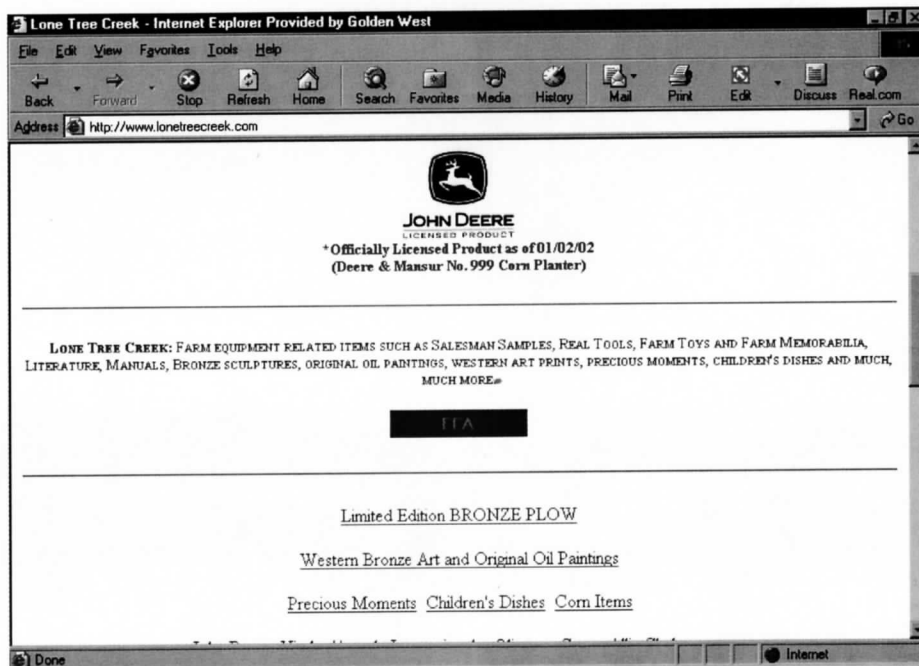 Lone Tree Creek - Internet Explorer Provided by Golden West
File Edit View Favorites Tools Help
Back Forward Stop Refresh Home Search Favorites Media History Mail Print Edit Discuss Real.com
Address http://www.lonetreecreek.com Go
JOHN DEERE
LICENSED PRODUCT
*Officially Licensed Product as of 01/02/02
(Deere & Mansur No. 999 Corn Planter)
LONE TREE CREEK: FARM EQUIPMENT RELATED ITEMS SUCH AS SALESMAN SAMPLES, REAL TOOLS, FARM TOYS AND FARM MEMORABILIA,
LITERATURE, MANUALS, BRONZE SCULPTURES, ORIGINAL OIL PAINTINGS, WESTERN ART PRINTS, PRECIOUS MOMENTS, CHILDREN'S DISHES AND MUCH,
MUCH MORE
Limited Edition BRONZE PLOW
Western Bronze Art and Original Oil Paintings
Precious Moments Children's Dishes Corn Items
Done Internet